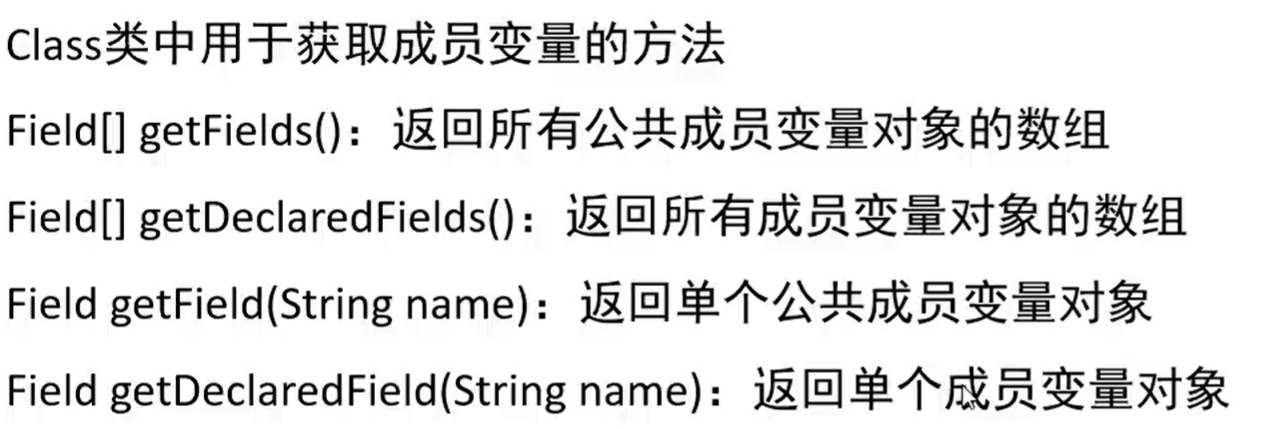 Class类中用于获取成员变量的方法
Field[] getFields()：返回所有公共成员变量对象的数组
Field[] getDeclaredFields()：返回所有成员变量对象的数组
Field getField(String name)：返回单个公共成员变量对象
Field getDeclaredField(String name)：返回单个成员变量对象